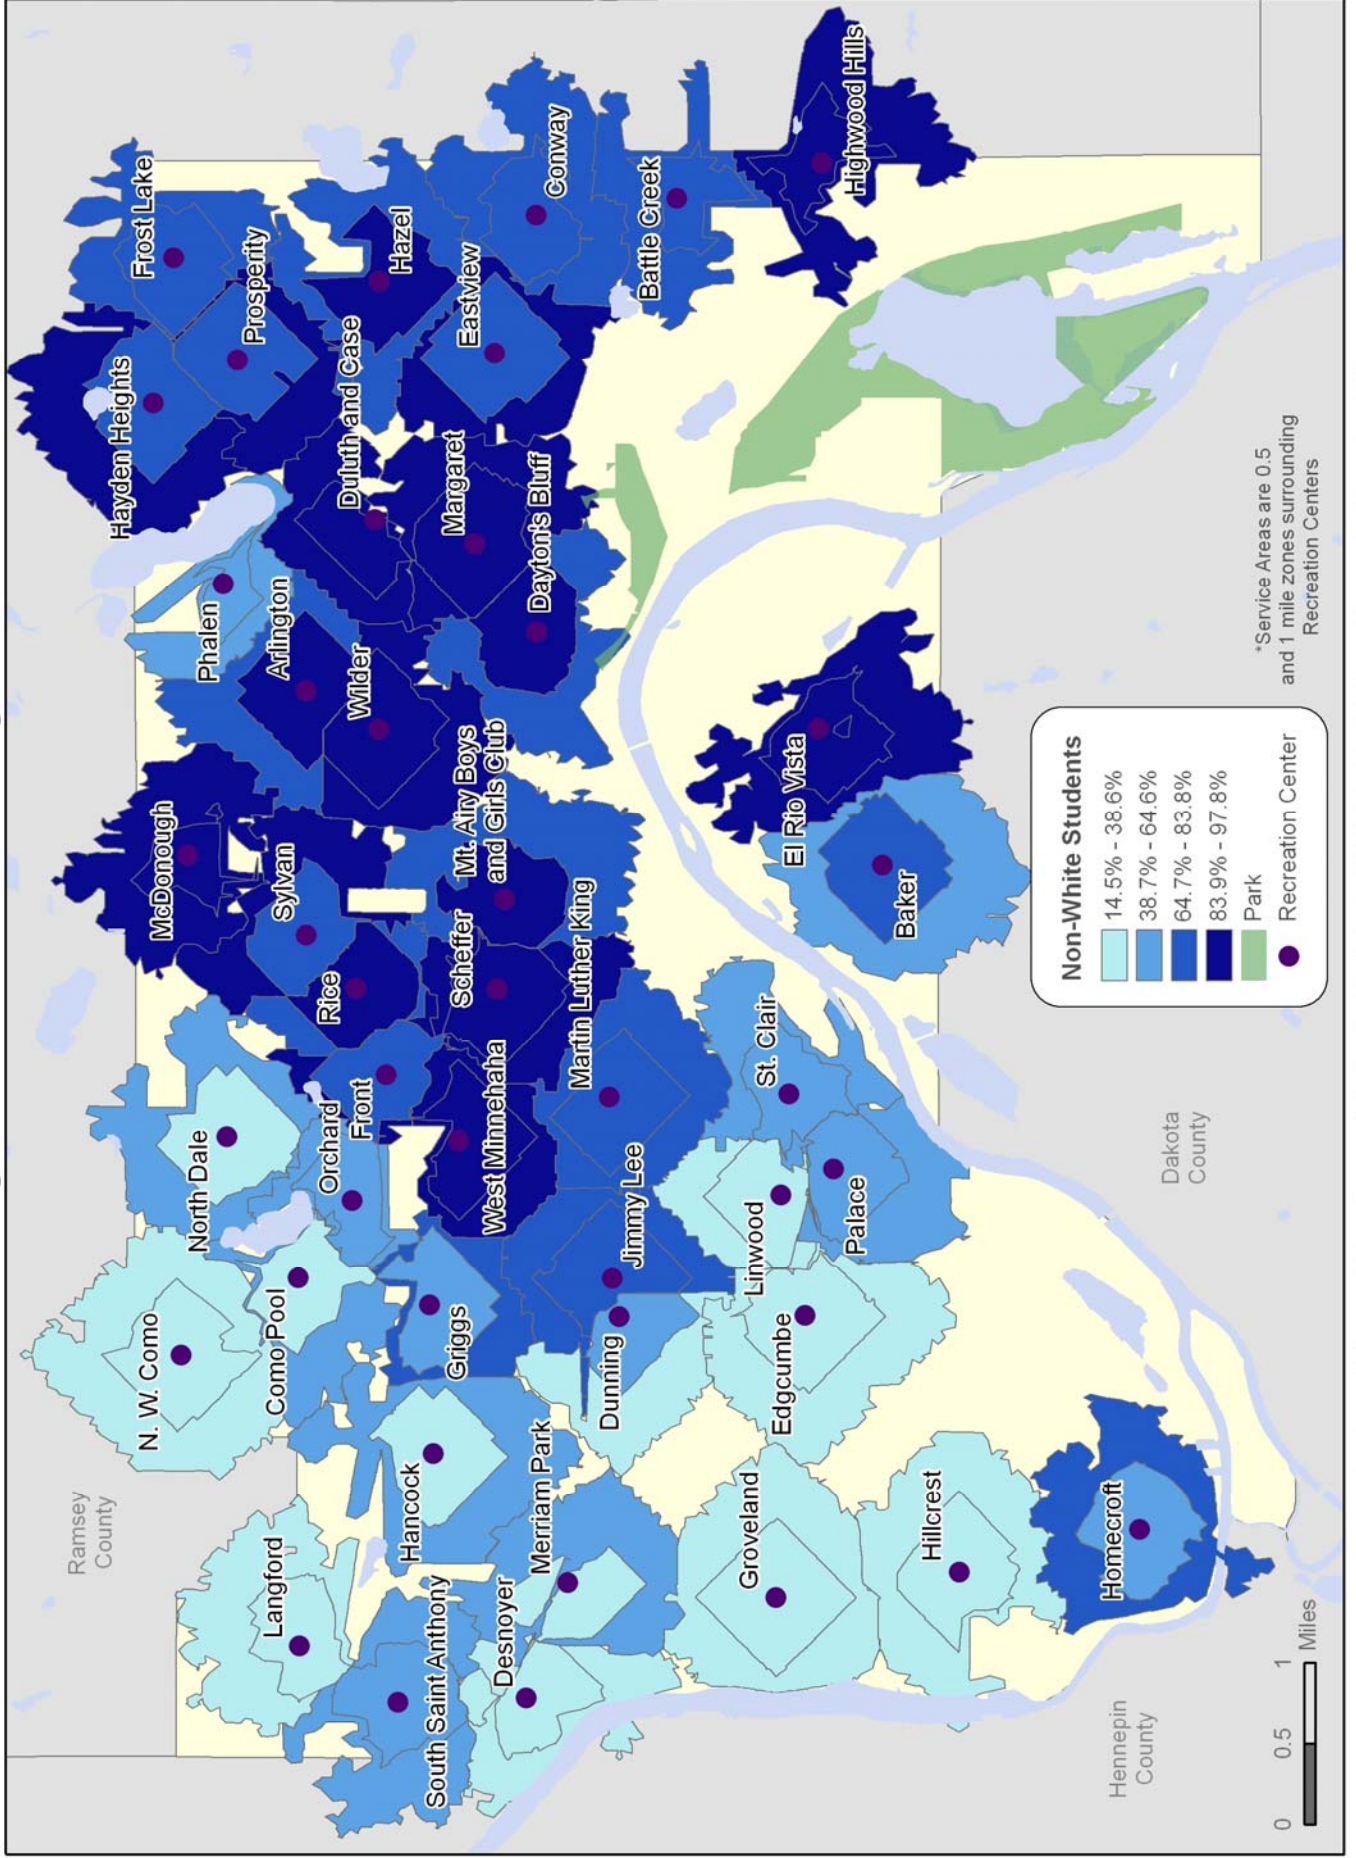 Ramsey
County
Hayden Heights
Frost Lake
N. W. Como
McDonough
North Dale
Phalen
Prosperity
Langford
Como Pool
Arlington
Sylvan
Orchard
Rice
Duluth and Case
Front
Wilder
Hazel
Hancock
South Saint Anthony
Griggs
Scheffer
Margaret
Mt. Airy Boys
and Girls Club
Eastview
West Minnehaha
Desnoyer
Merriam Park
Dayton's Bluff
Conway
Martin Luther King
Dunning
Jimmy Lee
Battle Creek
Groveland
Linwood
St. Clair
Edgcumbe
El Rio Vista
Palace
Highwood Hills
Baker
Hillcrest
Homecroft
Hennepin
County
Dakota
County
Non-White Students
14.5% - 38.6%
38.7% - 64.6%
64.7% - 83.8%
83.9% - 97.8%
Park
Recreation Center
*Service Areas are 0.5
and 1 mile zones surrounding
Recreation Centers
0 0.5 1
Miles